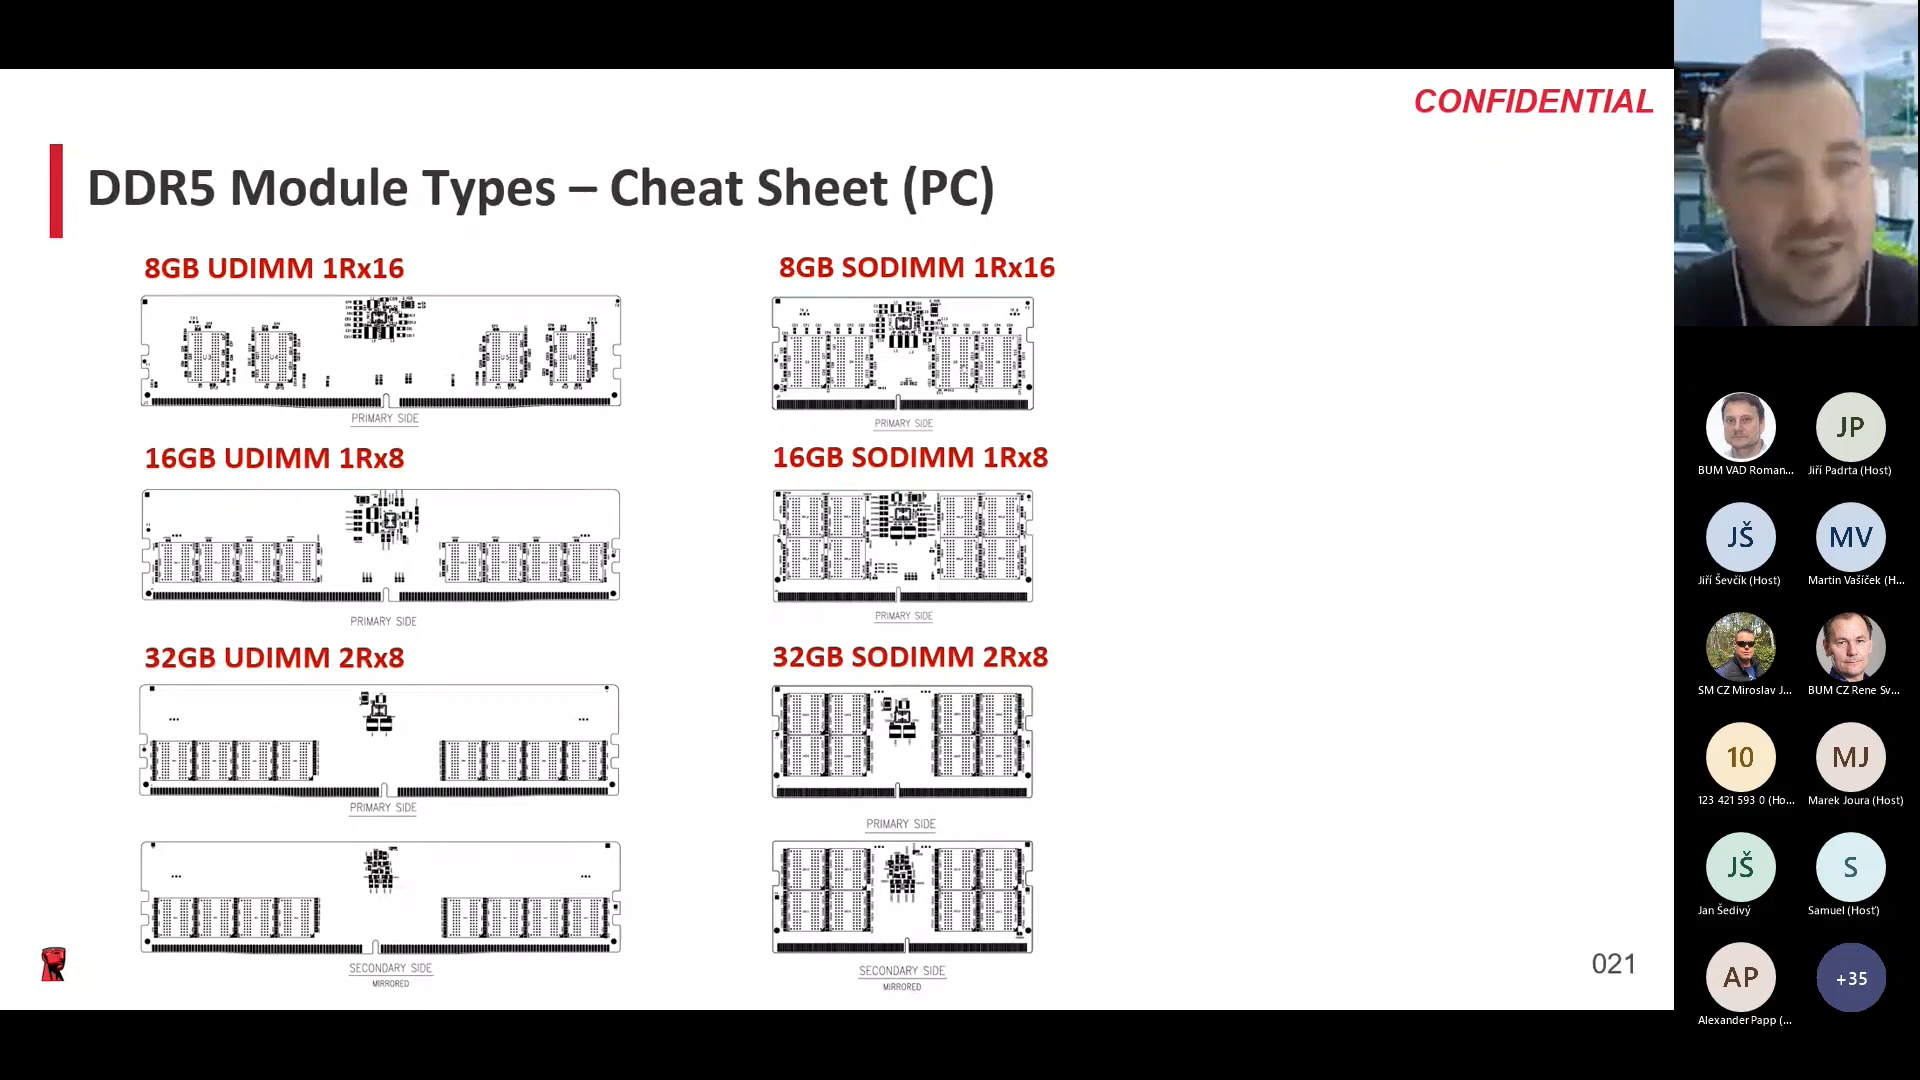 CONFIDENTIAL
DDR5 Module Types – Cheat Sheet (PC)
8GB UDIMM 1Rx16
8GB SODIMM 1Rx16
PRIMARY SIDE
PRIMARY SIDE
16GB UDIMM 1Rx8
16GB SODIMM 1Rx8
PRIMARY SIDE
PRIMARY SIDE
32GB UDIMM 2Rx8
32GB SODIMM 2Rx8
PRIMARY SIDE
PRIMARY SIDE
SECONDARY SIDE
MIRRORED
SECONDARY SIDE
MIRRORED
021
BUM VAD Roman...
JP
Jiří Padrta (Host)
JŠ
Jiří Ševčík (Host)
MV
Martin Vašíček (H...
SM CZ Miroslav J...
BUM CZ Rene Sv...
10
123 421 593 0 (Ho...
MJ
Marek Joura (Host)
JŠ
Jan Šedivý
S
Samuel (Hosť)
AP
Alexander Papp (...
+35